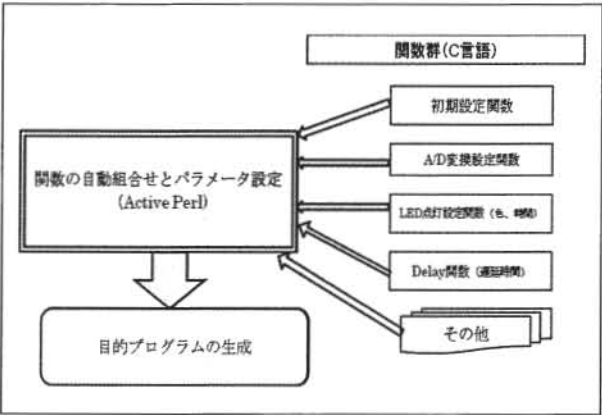 関数群(C言語)
初期設定関数
A/D変換設定関数
関数の自動組合せとパラメータ設定
(Active Perl)
LED点灯設定関数（色、時間）
Delay関数（遅延時間）
その他
目的プログラムの生成